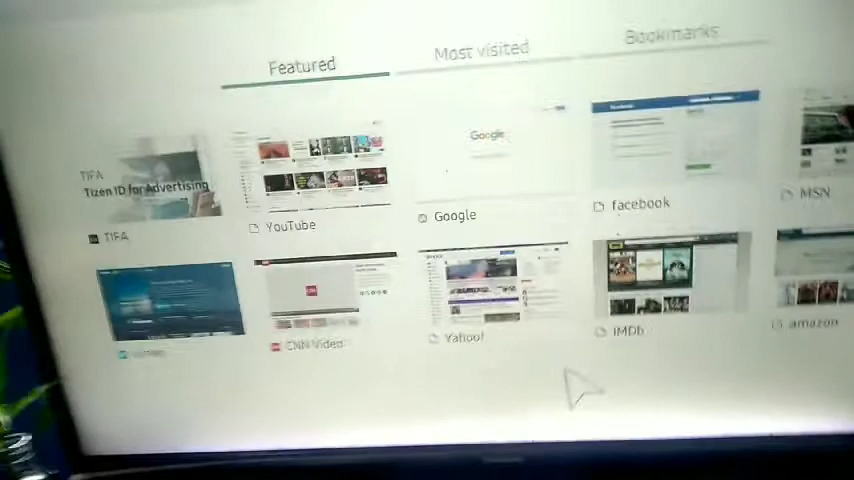 Featured
Most visited
Bookmarks
TIFA
Tizen ID for Advertising
Google
TIFA
YouTube
Google
facebook
MSN
CNN Video
Yahoo!
IMDb
amazon